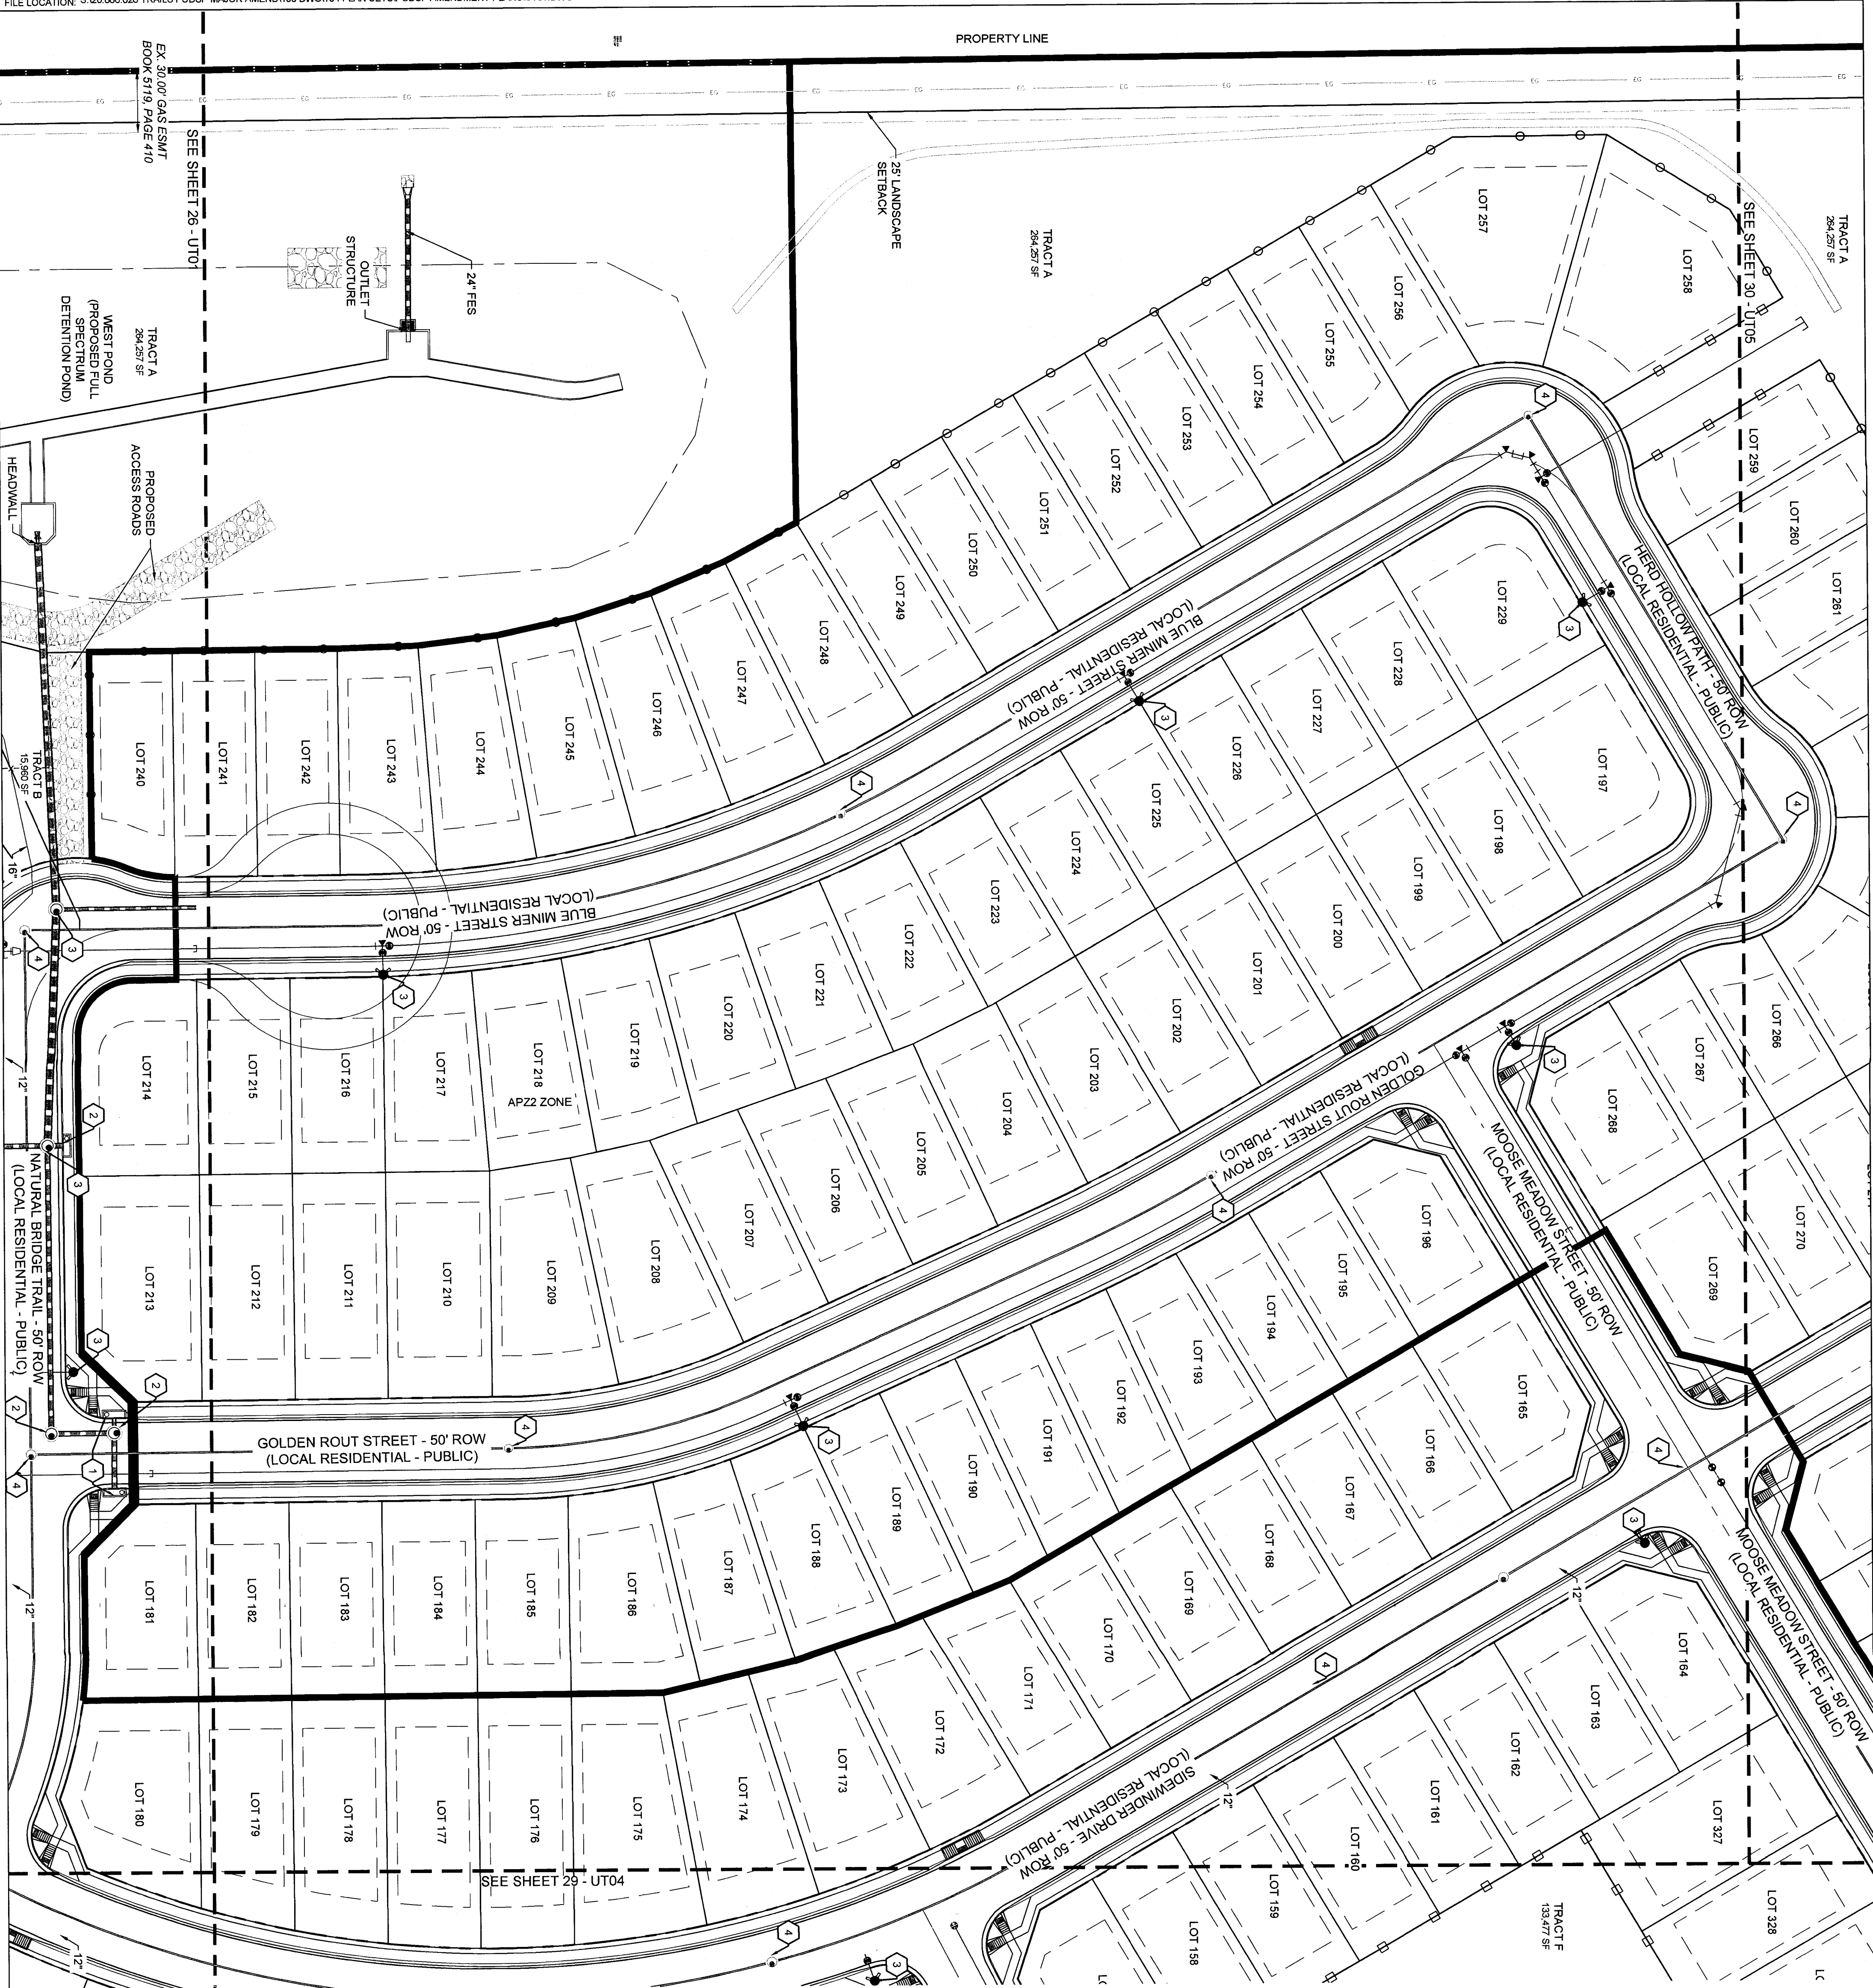 PROPERTY LINE
EX. 30.00' GAS ESMT
BOOK 5119, PAGE 410
SEE SHEET 26 - UT01
25' LANDSCAPE
SETBACK
TRACT A
264,257 SF
TRACT A
264,257 SF
SEE SHEET 30 - UT05
24" FES
OUTLET
STRUCTURE
WEST POND
(PROPOSED FULL
SPECTRUM
DETENTION POND)
TRACT A
264,257 SF
PROPOSED
ACCESS ROADS
HEADWALL
TRACT B
15,960 SF
16"
LOT 257
LOT 258
LOT 256
LOT 255
LOT 254
LOT 253
LOT 252
LOT 251
LOT 250
LOT 249
LOT 248
LOT 247
LOT 246
LOT 245
LOT 244
LOT 243
LOT 242
LOT 241
LOT 240
LOT 259
LOT 260
LOT 261
HERD HOLLOW PATH - 50' ROW
(LOCAL RESIDENTIAL - PUBLIC)
BLUE MINER STREET - 50' ROW
(LOCAL RESIDENTIAL - PUBLIC)
BLUE MINER STREET - 50' ROW
(LOCAL RESIDENTIAL - PUBLIC)
LOT 229
LOT 228
LOT 227
LOT 226
LOT 225
LOT 224
LOT 223
LOT 222
LOT 221
LOT 220
LOT 219
LOT 218
APZ2 ZONE
LOT 217
LOT 216
LOT 215
LOT 214
LOT 197
LOT 198
LOT 199
LOT 200
LOT 201
LOT 202
LOT 203
LOT 204
LOT 205
LOT 206
LOT 207
LOT 208
LOT 209
LOT 210
LOT 211
LOT 212
LOT 213
12"
NATURAL BRIDGE TRAIL - 50' ROW
(LOCAL RESIDENTIAL - PUBLIC)
GOLDEN ROUT STREET - 50' ROW
(LOCAL RESIDENTIAL - PUBLIC)
GOLDEN ROUT STREET - 50' ROW
(LOCAL RESIDENTIAL - PUBLIC)
LOT 266
LOT 267
LOT 268
LOT 269
LOT 270
MOOSE MEADOW STREET - 50' ROW
(LOCAL RESIDENTIAL - PUBLIC)
MOOSE MEADOW STREET - 50' ROW
(LOCAL RESIDENTIAL - PUBLIC)
LOT 196
LOT 195
LOT 194
LOT 193
LOT 192
LOT 191
LOT 190
LOT 189
LOT 188
LOT 187
LOT 186
LOT 185
LOT 184
LOT 183
LOT 182
LOT 181
LOT 165
LOT 166
LOT 167
LOT 168
LOT 169
LOT 170
LOT 171
LOT 172
LOT 173
LOT 174
LOT 175
LOT 176
LOT 177
LOT 178
LOT 179
LOT 180
12"
12"
12"
12"
SIDEWINDER DRIVE - 50' ROW
(LOCAL RESIDENTIAL - PUBLIC)
LOT 164
LOT 163
LOT 162
LOT 161
LOT 160
LOT 159
LOT 158
LOT 327
LOT 328
TRACT F
133,477 SF
SEE SHEET 29 - UT04